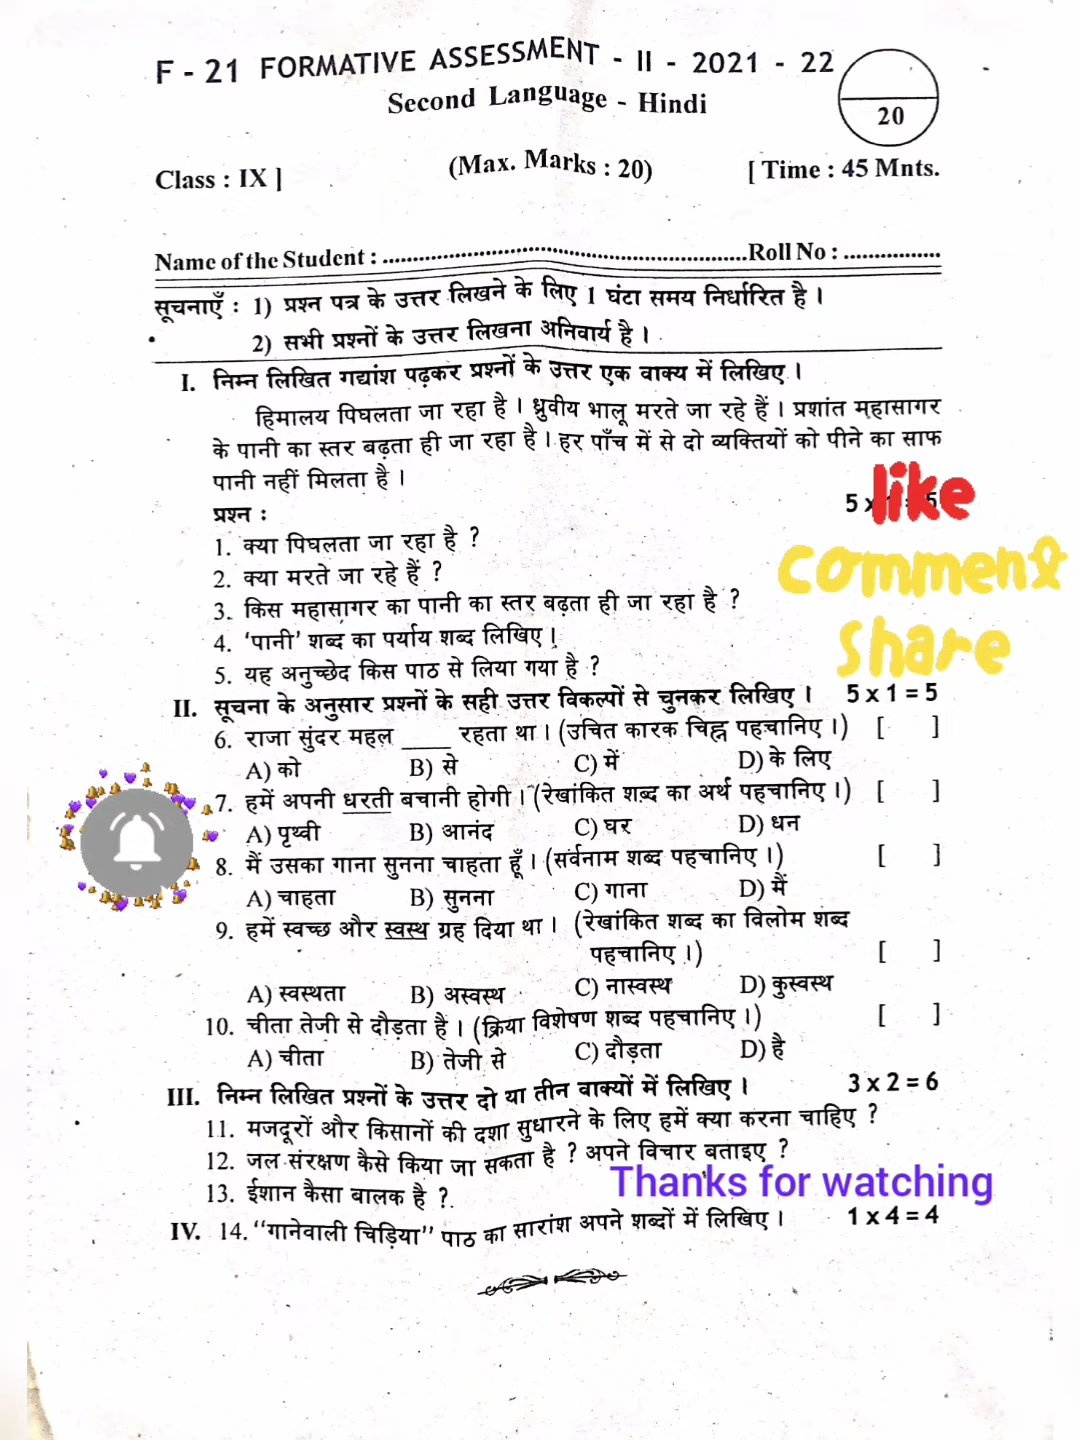 F - 21 FORMATIVE ASSESSMENT - II - 2021 - 22
Second Language - Hindi
20
Class : IX ]
(Max. Marks : 20)
[ Time : 45 Mnts.
Name of the Student : ............................................................Roll No : ................
सूचनाएँ : 1) प्रश्न पत्र के उत्तर लिखने के लिए 1 घंटा समय निर्धारित है ।
2) सभी प्रश्नों के उत्तर लिखना अनिवार्य है ।
I. निम्न लिखित गद्यांश पढ़कर प्रश्नों के उत्तर एक वाक्य में लिखिए ।
हिमालय पिघलता जा रहा है । ध्रुवीय भालू मरते जा रहे हैं । प्रशांत महासागर
के पानी का स्तर बढ़ता ही जा रहा है । हर पाँच में से दो व्यक्तियों को पीने का साफ
पानी नहीं मिलता है ।
5 x
like
प्रश्न :
1. क्या पिघलता जा रहा है ?
2. क्या मरते जा रहे हैं ?
comment
3. किस महासागर का पानी का स्तर बढ़ता ही जा रहा है ?
4. ‘पानी’ शब्द का पर्याय शब्द लिखिए ।
share
5. यह अनुच्छेद किस पाठ से लिया गया है ?
II. सूचना के अनुसार प्रश्नों के सही उत्तर विकल्पों से चुनकर लिखिए । 5 x 1 = 5
6. राजा सुंदर महल ____ रहता था । (उचित कारक चिह्न पहचानिए ।) [ ]
A) को B) से C) में D) के लिए
7. हमें अपनी धरती बचानी होगी । (रेखांकित शब्द का अर्थ पहचानिए ।) [ ]
A) पृथ्वी B) आनंद C) घर D) धन
8. मैं उसका गाना सुनना चाहता हूँ । (सर्वनाम शब्द पहचानिए ।) [ ]
A) चाहता B) सुनना C) गाना D) मैं
9. हमें स्वच्छ और स्वस्थ ग्रह दिया था । (रेखांकित शब्द का विलोम शब्द
पहचानिए ।) [ ]
A) स्वस्थता B) अस्वस्थ C) नास्वस्थ D) कुस्वस्थ
10. चीता तेजी से दौड़ता है । (क्रिया विशेषण शब्द पहचानिए ।) [ ]
A) चीता B) तेजी से C) दौड़ता D) है
III. निम्न लिखित प्रश्नों के उत्तर दो या तीन वाक्यों में लिखिए । 3 x 2 = 6
11. मजदूरों और किसानों की दशा सुधारने के लिए हमें क्या करना चाहिए ?
12. जल संरक्षण कैसे किया जा सकता है ? अपने विचार बताइए ?
Thanks for watching
13. ईशान कैसा बालक है ?
IV. 14. “गानेवाली चिड़िया” पाठ का सारांश अपने शब्दों में लिखिए । 1 x 4 = 4